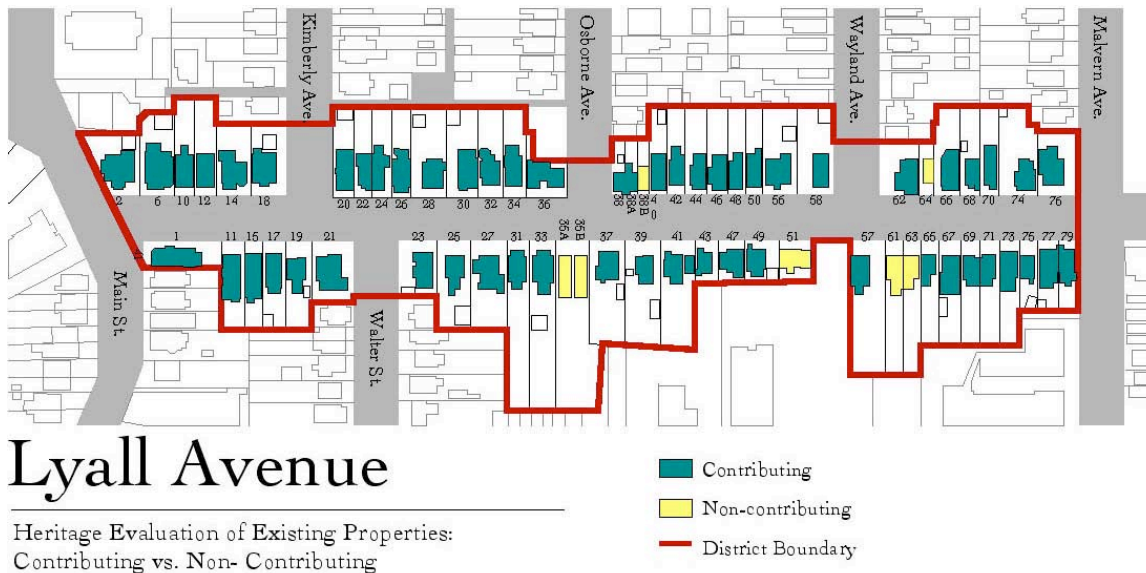 Kimberly Ave.
Osborne Ave.
Wayland Ave.
Malvern Ave.
2 6 10 12 14 18 20 22 24 26 28 30 32 34 36 38 38A 38B 40 42 44 46 48 50 56 58 62 64 66 68 70 74 76
1 11 15 17 19 21 23 25 27 31 33 35A 35B 37 39 41 43 47 49 51 57 61 63 65 67 69 71 73 75 77 79
Main St.
Walter St.
Lyall Avenue
Heritage Evaluation of Existing Properties:
Contributing vs. Non- Contributing
Contributing
Non-contributing
District Boundary